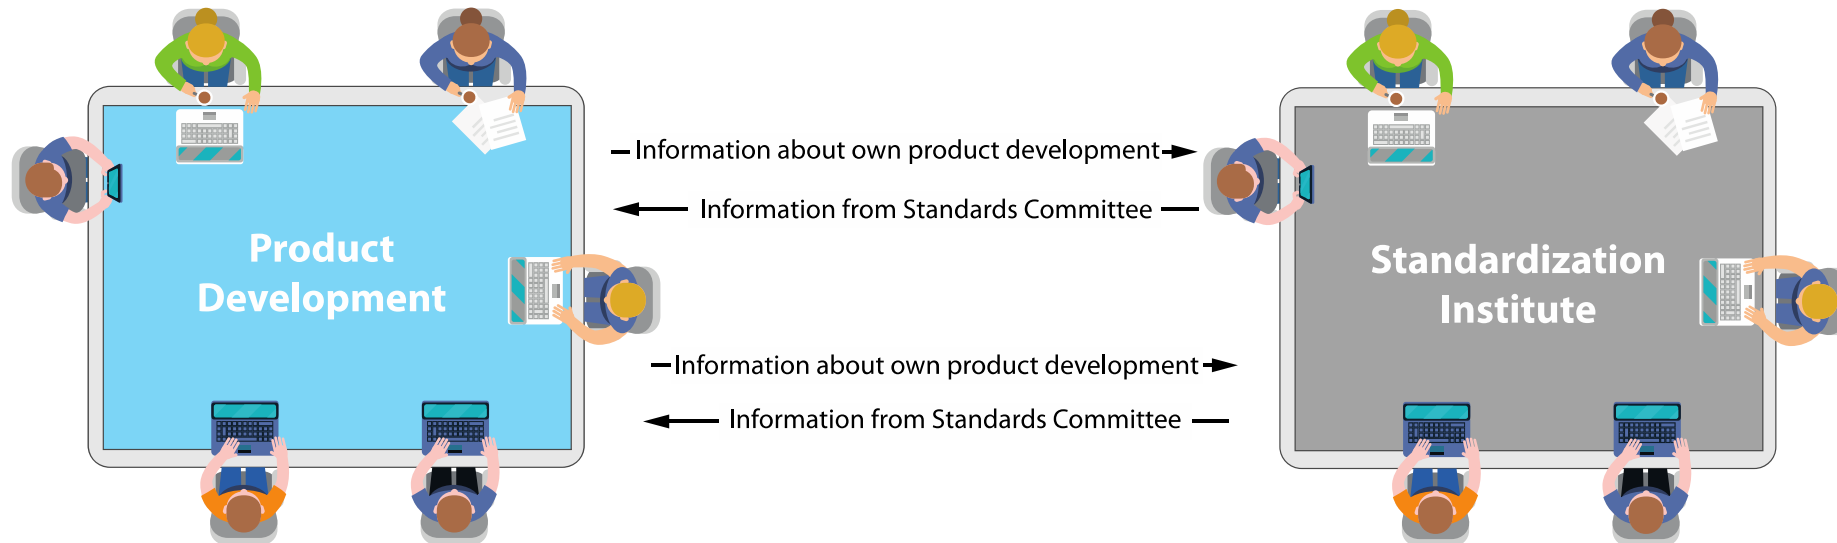 Information about own product development
Information from Standards Committee
Product
Development
Standardization
Institute
Information about own product development
Information from Standards Committee